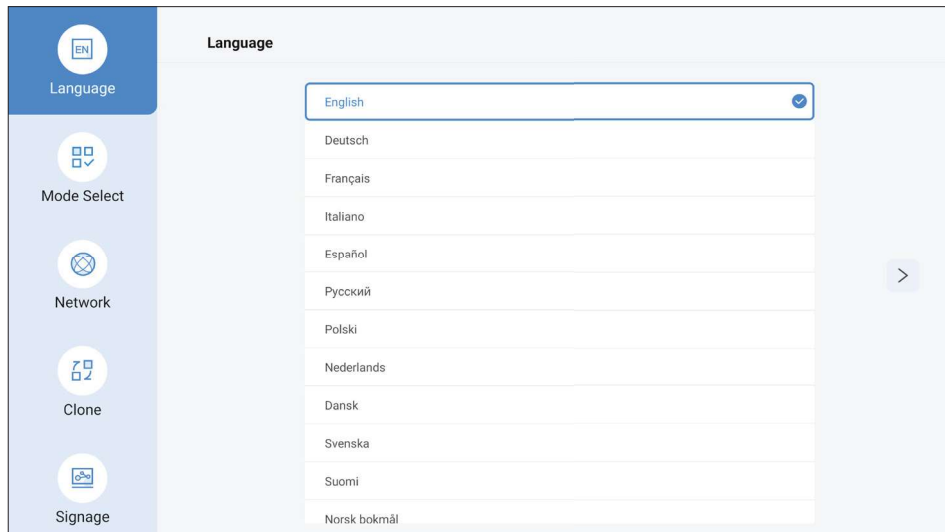 EN
Language
Mode Select
Network
Clone
Signage
Language
English
Deutsch
Français
Italiano
Español
Русский
Polski
Nederlands
Dansk
Svenska
Suomi
Norsk bokmål